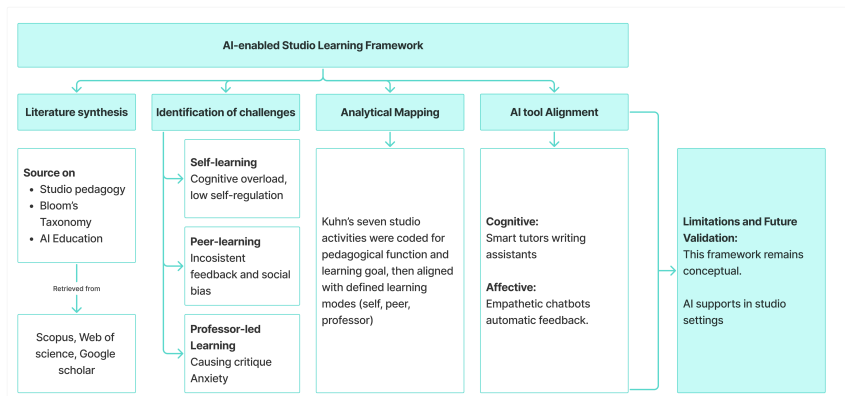 AI-enabled Studio Learning Framework
Literature synthesis
Identification of challenges
Analytical Mapping
AI tool Alignment
Source on
• Studio pedagogy
• Bloom's
Taxonomy
• AI Education
Retrieved from
Scopus, Web of
science, Google
scholar
Self-learning
Cognitive overload,
low self-regulation
Peer-learning
Incosistent
feedback and social
bias
Professor-led
Learning
Causing critique
Anxiety
Kuhn's seven studio
activities were coded for
pedagogical function and
learning goal, then aligned
with defined learning
modes (self, peer,
professor)
Cognitive:
Smart tutors writing
assistants
Affective:
Empathetic chatbots
automatic feedback.
Limitations and Future
Validation:
This framework remains
conceptual.
AI supports in studio
settings